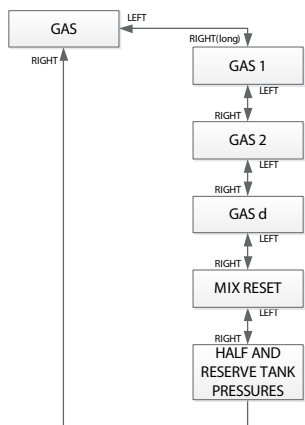 GAS
LEFT
RIGHT(long)
RIGHT
GAS 1
LEFT
RIGHT
GAS 2
LEFT
RIGHT
GAS d
LEFT
RIGHT
MIX RESET
LEFT
RIGHT
HALF AND
RESERVE TANK
PRESSURES